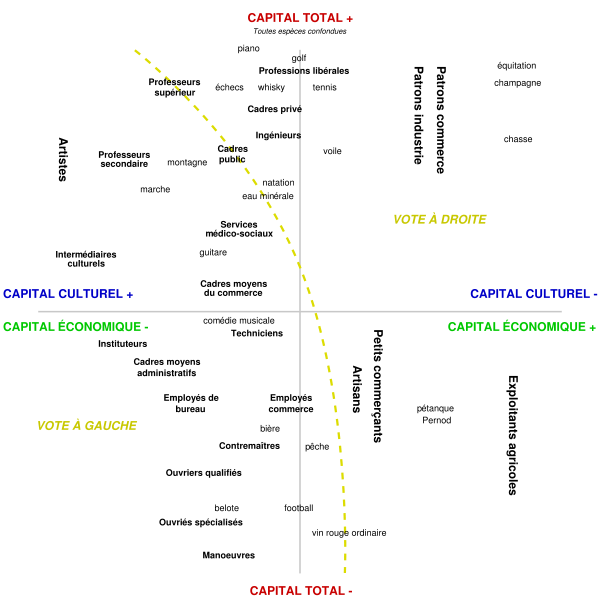 CAPITAL TOTAL +
Toutes espèces confondues
piano
golf
Professions libérales
équitation
Professeurs
supérieur
échecs
whisky
tennis
champagne
Patrons industrie
Patrons commerce
Cadres privé
Ingénieurs
chasse
Artistes
Cadres
public
voile
Professeurs
secondaire
montagne
natation
marche
eau minérale
VOTE À DROITE
Services
médico-sociaux
guitare
Intermédiaires
culturels
Cadres moyens
du commerce
CAPITAL CULTUREL +
CAPITAL CULTUREL -
CAPITAL ÉCONOMIQUE -
CAPITAL ÉCONOMIQUE +
comédie musicale
Techniciens
Instituteurs
Petits commerçants
Artisans
Cadres moyens
administratifs
Exploitants agricoles
Employés de
bureau
Employés
commerce
pétanque
Pernod
VOTE À GAUCHE
bière
Contremaîtres
pêche
Ouvriers qualifiés
belote
football
Ouvriés spécialisés
vin rouge ordinaire
Manoeuvres
CAPITAL TOTAL -